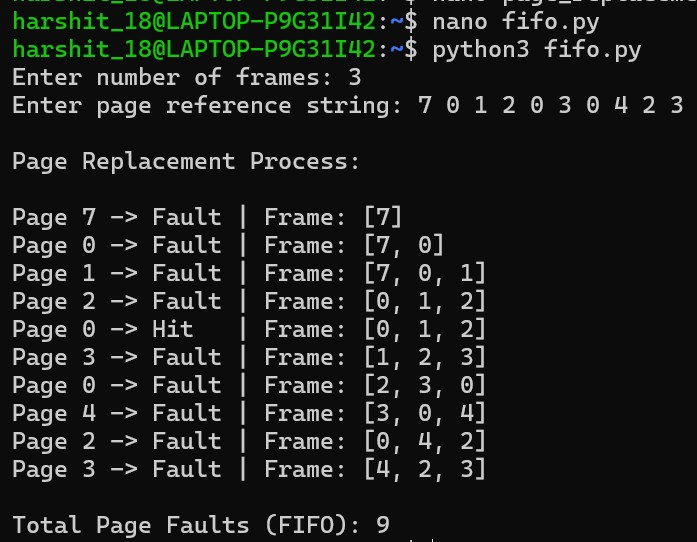 nano page_replaceme
harshit_18@LAPTOP-P9G31I42:~$ nano fifo.py
harshit_18@LAPTOP-P9G31I42:~$ python3 fifo.py
Enter number of frames: 3
Enter page reference string: 7 0 1 2 0 3 0 4 2 3
Page Replacement Process:
Page 7 -> Fault | Frame: [7]
Page 0 -> Fault | Frame: [7, 0]
Page 1 -> Fault | Frame: [7, 0, 1]
Page 2 -> Fault | Frame: [0, 1, 2]
Page 0 -> Hit   | Frame: [0, 1, 2]
Page 3 -> Fault | Frame: [1, 2, 3]
Page 0 -> Fault | Frame: [2, 3, 0]
Page 4 -> Fault | Frame: [3, 0, 4]
Page 2 -> Fault | Frame: [0, 4, 2]
Page 3 -> Fault | Frame: [4, 2, 3]
Total Page Faults (FIFO): 9